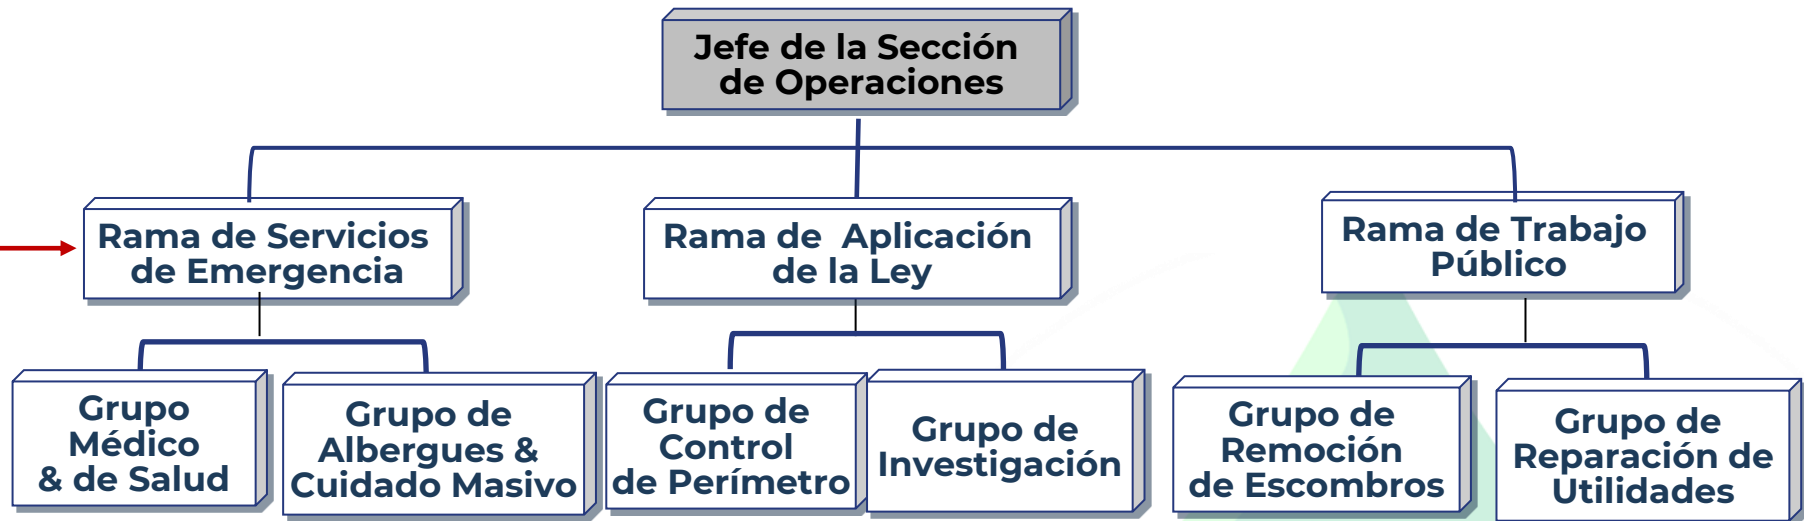 Jefe de la Sección
de Operaciones
Rama de Servicios
de Emergencia
Rama de Aplicación
de la Ley
Rama de Trabajo
Público
Grupo
Médico
& de Salud
Grupo de
Albergues &
Cuidado Masivo
Grupo de
Control
de Perímetro
Grupo de
Investigación
Grupo de
Remoción
de Escombros
Grupo de
Reparación de
Utilidades